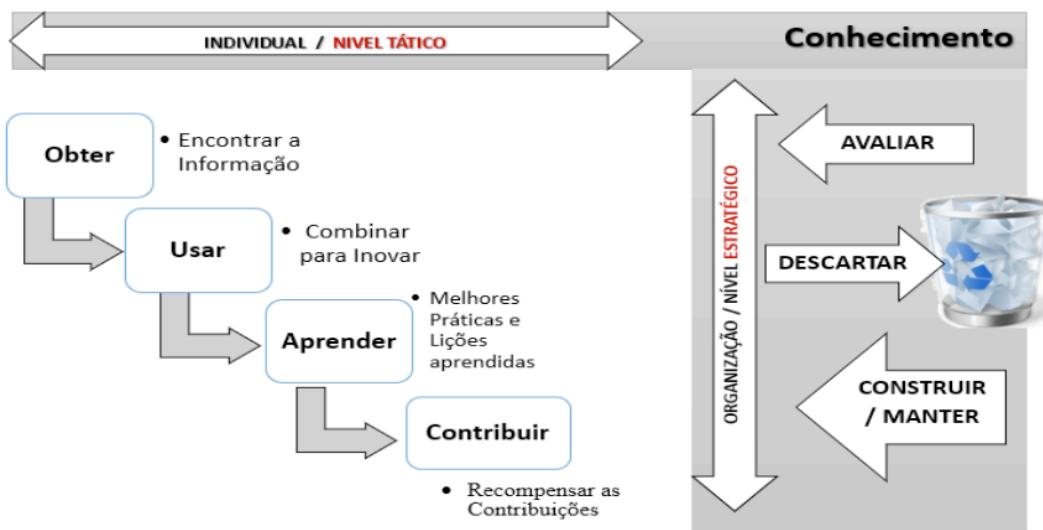 INDIVIDUAL / NIVEL TÁTICO
Conhecimento
Obter
• Encontrar a
Informação
Usar
• Combinar
para Inovar
Aprender
• Melhores
Práticas e
Lições
aprendidas
Contribuir
• Recompensar as
Contribuições
ORGANIZAÇÃO / NÍVEL ESTRATÉGICO
AVALIAR
DESCARTAR
CONSTRUIR
/ MANTER